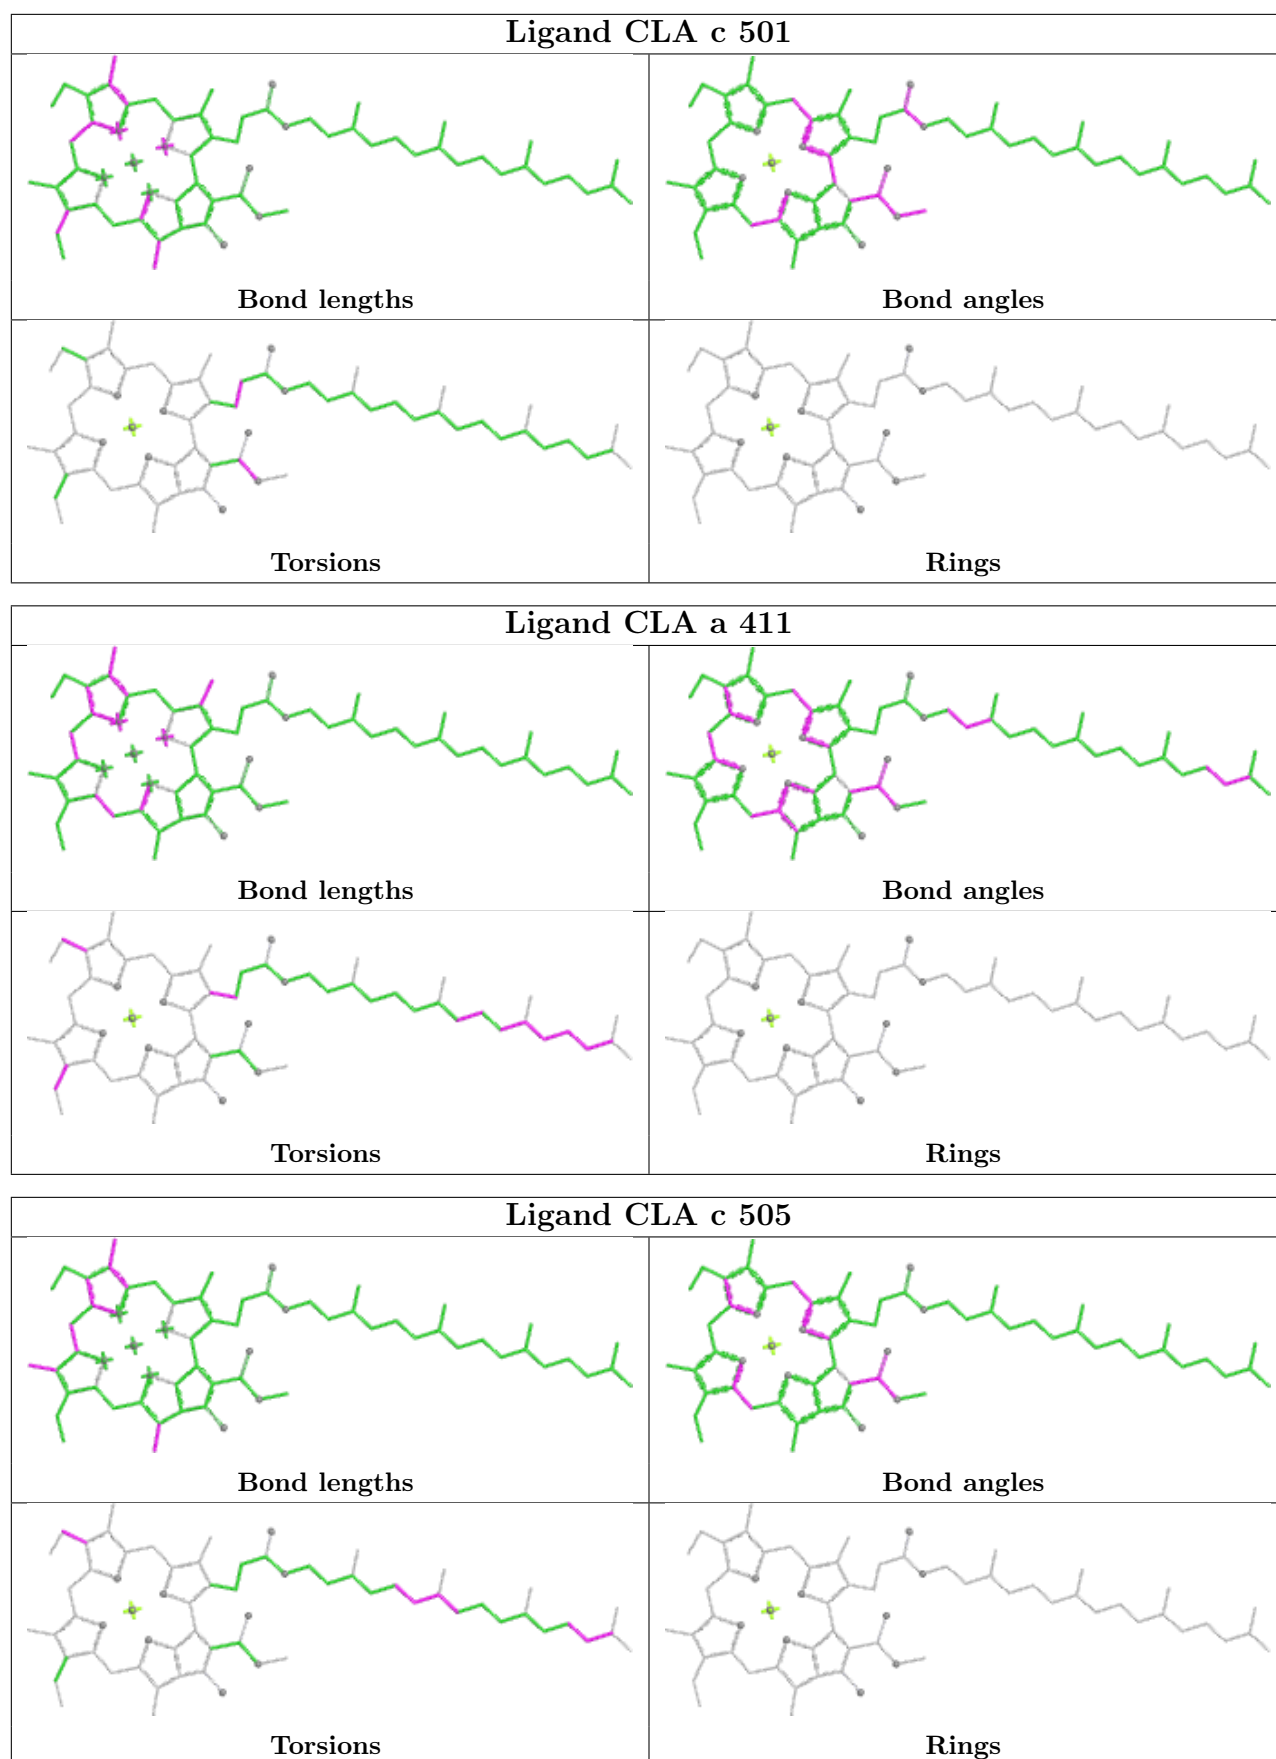 Ligand CLA c 501
Bond lengths
Bond angles
Torsions
Rings
Ligand CLA a 411
Bond lengths
Bond angles
Torsions
Rings
Ligand CLA c 505
Bond lengths
Bond angles
Torsions
Rings